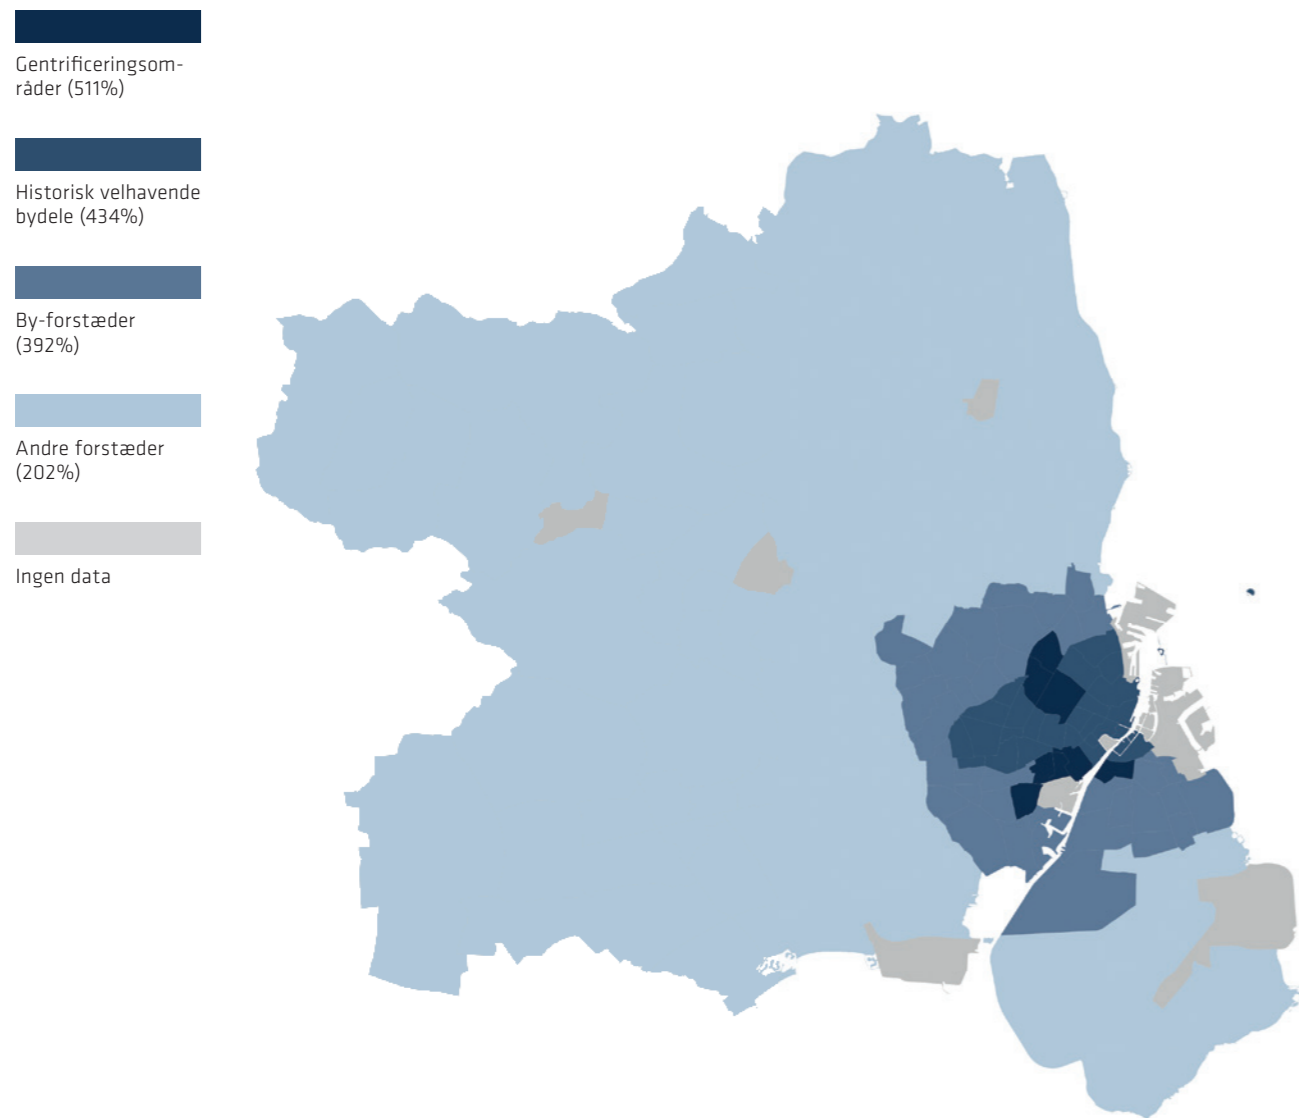 Gentrificeringsom-
råder (511%)
Historisk velhavende
bydele (434%)
By-forstæder
(392%)
Andre forstæder
(202%)
Ingen data